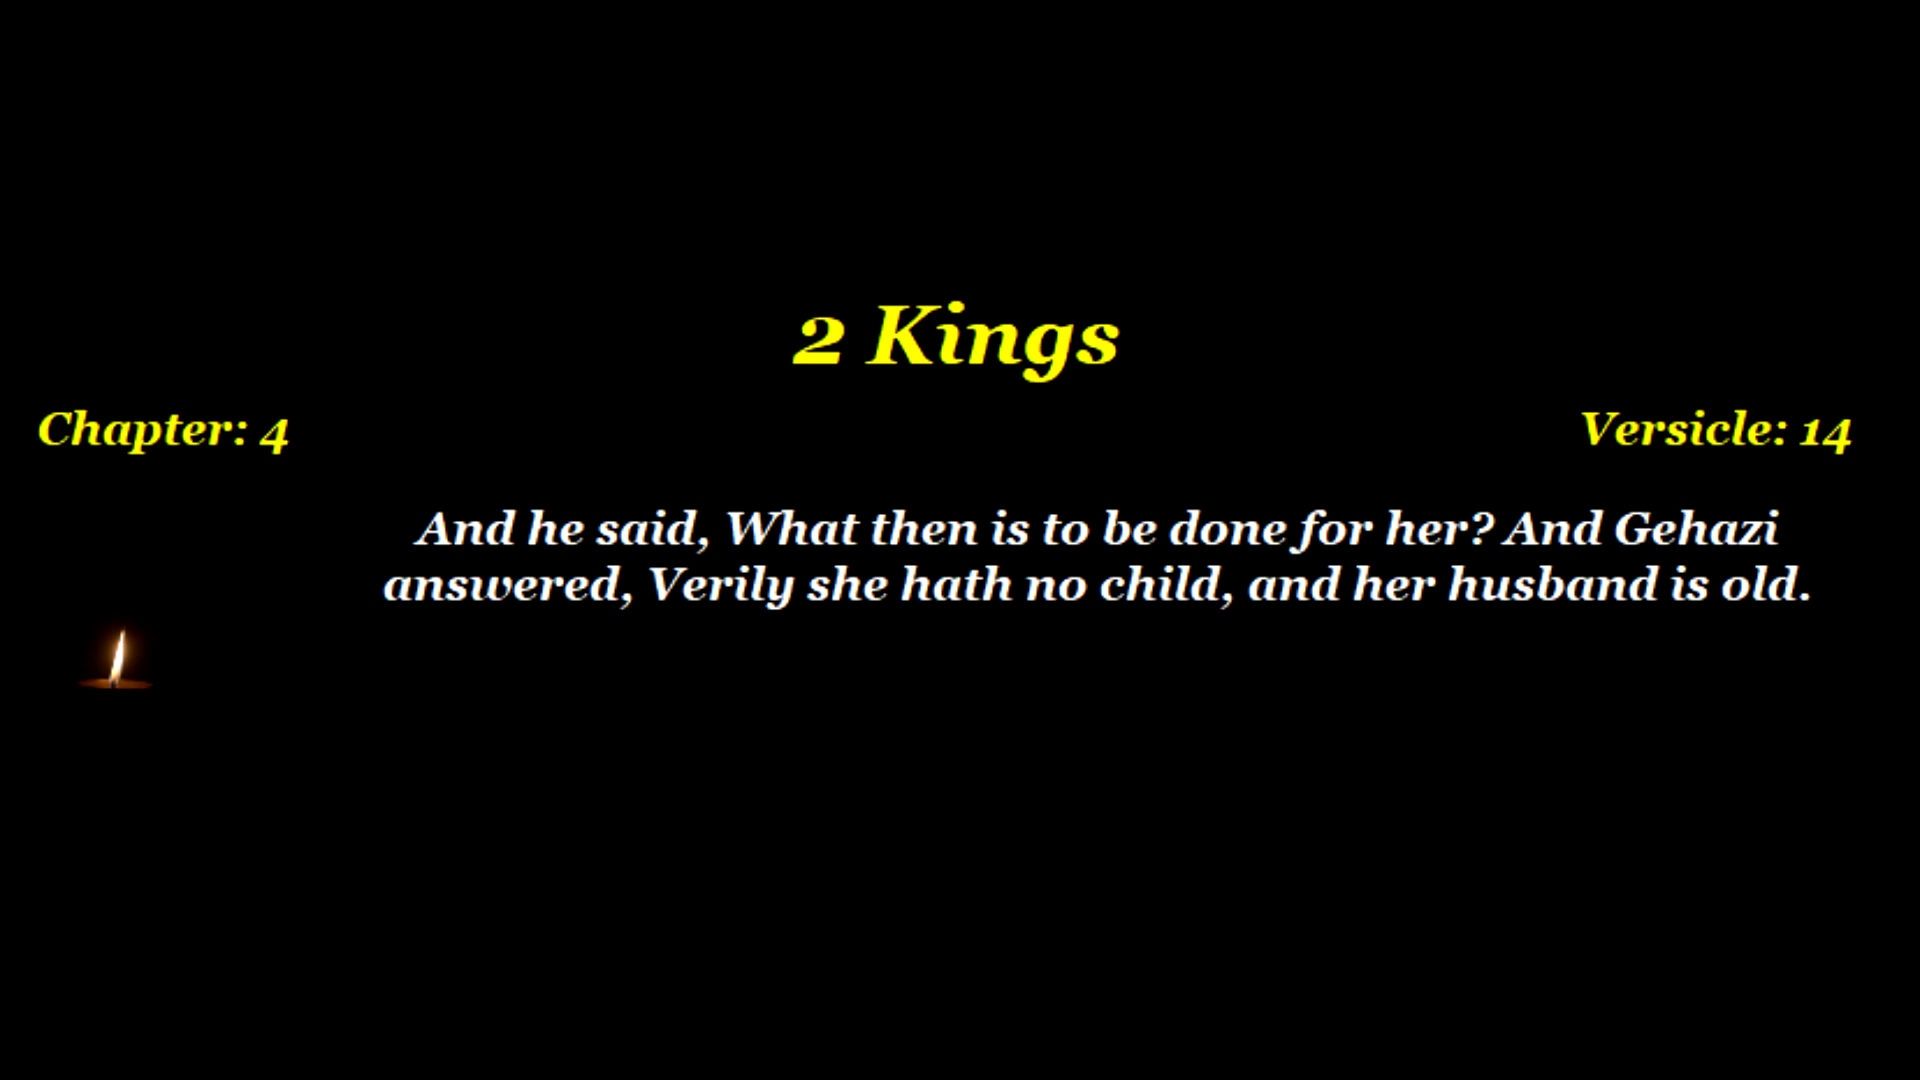 2 Kings
Chapter: 4
Versicle: 14
And he said, What then is to be done for her? And Gehazi
answered, Verily she hath no child, and her husband is old.